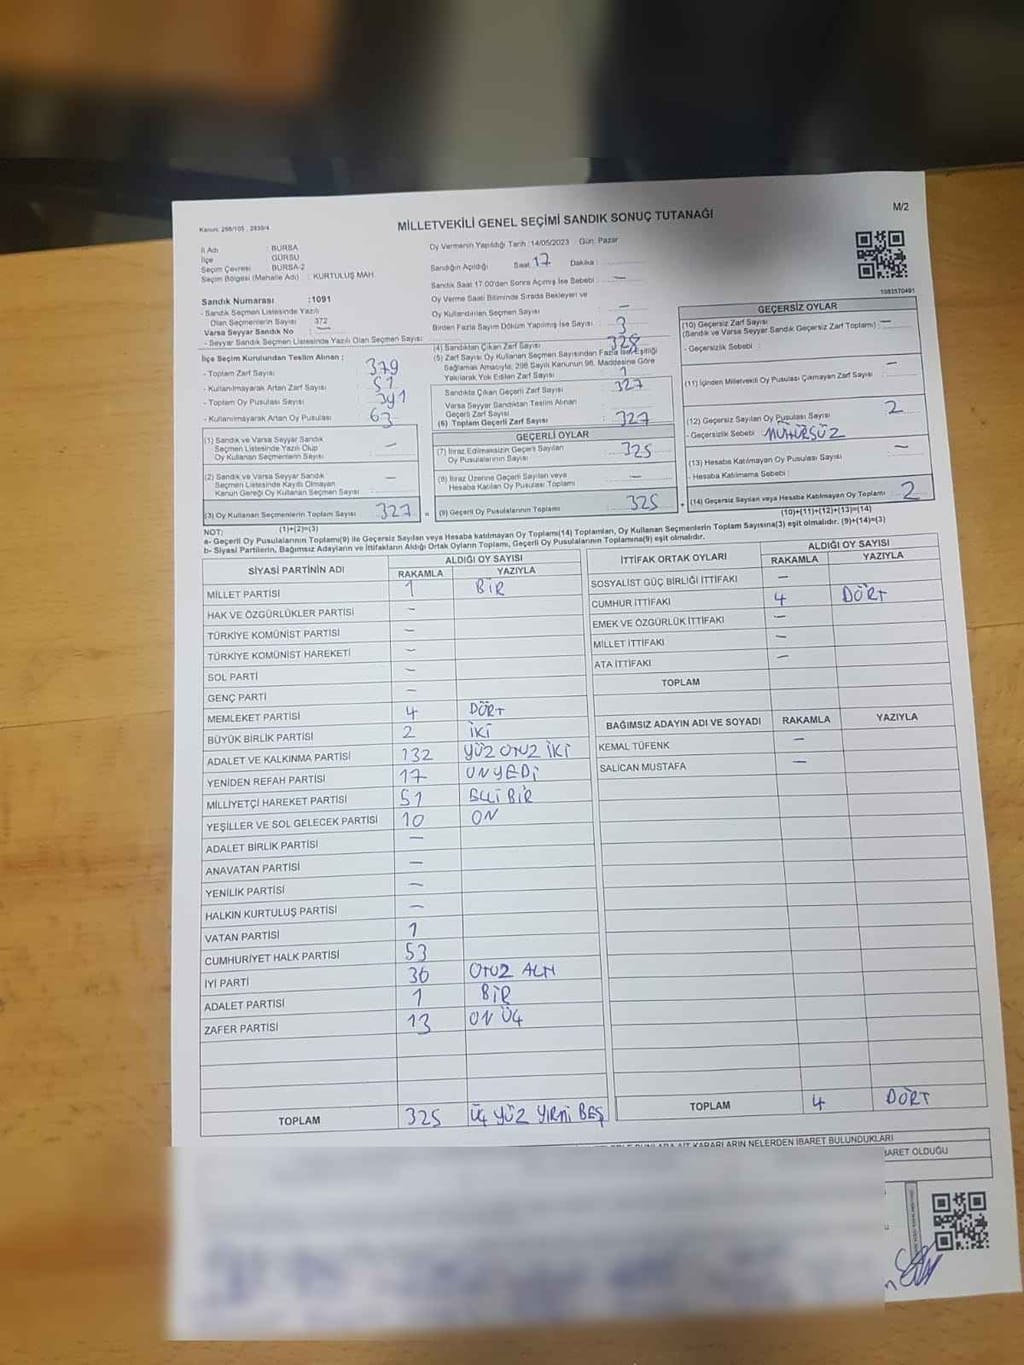 Kanun: 298/105 , 2839/4
MİLLETVEKİLİ GENEL SEÇİMİ SANDIK SONUÇ TUTANAĞI
M/2
İl Adı : BURSA
İlçe : GÜRSU
Seçim Çevresi : BURSA-2
Seçim Bölgesi (Mahalle Adı) : KURTULUŞ MAH.
Sandık Numarası :1091
- Sandık Seçmen Listesinde Yazılı
Olan Seçmenlerin Sayısı 372
Varsa Seyyar Sandık No : —
- Seyyar Sandık Seçmen Listesinde Yazılı Olan Seçmen Sayısı
Oy Vermenin Yapıldığı Tarih :14/05/2023 : Gün: Pazar
Sandığın Açıldığı Saat: 17 Dakika :
Sandık Saat 17.00'den Sonra Açılmış İse Sebebi : —
Oy Verme Saati Bitiminde Sırada Bekleyen ve
Oy Kullandırılan Seçmen Sayısı : —
Birden Fazla Sayım Döküm Yapılmış İse Sayısı : 3
1083570491
İlçe Seçim Kurulundan Teslim Alınan ;
- Toplam Zarf Sayısı : 379
- Kullanılmayarak Artan Zarf Sayısı : 51
- Toplam Oy Pusulası Sayısı : 391
- Kullanılmayarak Artan Oy Pusulası : 63
(1) Sandık ve Varsa Seyyar Sandık
Seçmen Listesinde Yazılı Olup
Oy Kullanan Seçmenlerin Sayısı : —
(2) Sandık ve Varsa Seyyar Sandık
Seçmen Listesinde Kayıtlı Olmayan
Kanun Gereği Oy Kullanan Seçmen Sayısı : —
(3) Oy Kullanan Seçmenlerin Toplam Sayısı : 327
(1)+(2)=(3)
(4) Sandıktan Çıkan Zarf Sayısı : 328
(5) Zarf Sayısı Oy Kullanan Seçmen Sayısından Fazla İse Eşitliği
Sağlamak Amacıyla, 298 Sayılı Kanunun 98. Maddesine Göre
Yakılarak Yok Edilen Zarf Sayısı : 1
Sandıkta Çıkan Geçerli Zarf Sayısı : 327
Varsa Seyyar Sandıktan Teslim Alınan
Geçerli Zarf Sayısı
(6) Toplam Geçerli Zarf Sayısı : 327
GEÇERLİ OYLAR
(7) İtiraz Edilmeksizin Geçerli Sayılan
Oy Pusulalarının Sayısı : 325
(8) İtiraz Üzerine Geçerli Sayılan veya
Hesaba Katılan Oy Pusulası Toplamı : —
= (9) Geçerli Oy Pusulalarının Toplamı : 325
GEÇERSİZ OYLAR
(10) Geçersiz Zarf Sayısı
(Sandık ve Varsa Seyyar Sandık Geçersiz Zarf Toplamı) : —
- Geçersizlik Sebebi :
(11) İçinden Milletvekili Oy Pusulası Çıkmayan Zarf Sayısı : —
(12) Geçersiz Sayılan Oy Pusulası Sayısı : 2
- Geçersizlik Sebebi : MÜHÜRSÜZ
(13) Hesaba Katılmayan Oy Pusulası Sayısı : —
- Hesaba Katılmama Sebebi :
+ (14) Geçersiz Sayılan veya Hesaba Katılmayan Oy Toplamı : 2
(10)+(11)+(12)+(13)=(14)
NOT:
a- Geçerli Oy Pusulalarının Toplamı(9) ile Geçersiz Sayılan veya Hesaba katılmayan Oy Toplamı(14) Toplamları, Oy Kullanan Seçmenlerin Toplam Sayısına(3) eşit olmalıdır. (9)+(14)=(3)
b- Siyasi Partilerin, Bağımsız Adayların ve İttifakların Aldığı Ortak Oyların Toplamı, Geçerli Oy Pusulalarının Toplamına(9) eşit olmalıdır.
SİYASİ PARTİNİN ADI ALDIĞI OY SAYISI
RAKAMLA YAZIYLA
MİLLET PARTİSİ 1 BİR
HAK VE ÖZGÜRLÜKLER PARTİSİ —
TÜRKİYE KOMÜNİST PARTİSİ —
TÜRKİYE KOMÜNİST HAREKETİ —
SOL PARTİ —
GENÇ PARTİ —
MEMLEKET PARTİSİ 4 DÖRT
BÜYÜK BİRLİK PARTİSİ 2 İKİ
ADALET VE KALKINMA PARTİSİ 132 YÜZ OTUZ İKİ
YENİDEN REFAH PARTİSİ 17 ONYEDİ
MİLLİYETÇİ HAREKET PARTİSİ 51 ELLİ BİR
YEŞİLLER VE SOL GELECEK PARTİSİ 10 ON
ADALET BİRLİK PARTİSİ —
ANAVATAN PARTİSİ —
YENİLİK PARTİSİ —
HALKIN KURTULUŞ PARTİSİ —
VATAN PARTİSİ 1
CUMHURİYET HALK PARTİSİ 53
İYİ PARTİ 36 OTUZ ALTI
ADALET PARTİSİ 1 BİR
ZAFER PARTİSİ 13 ON ÜÇ
TOPLAM 325 ÜÇ YÜZ YİRMİ BEŞ
İTTİFAK ORTAK OYLARI ALDIĞI OY SAYISI
RAKAMLA YAZIYLA
SOSYALİST GÜÇ BİRLİĞİ İTTİFAKI —
CUMHUR İTTİFAKI 4 DÖRT
EMEK VE ÖZGÜRLÜK İTTİFAKI —
MİLLET İTTİFAKI —
ATA İTTİFAKI —
TOPLAM
BAĞIMSIZ ADAYIN ADI VE SOYADI RAKAMLA YAZIYLA
KEMAL TÜFENK —
SALİCAN MUSTAFA —
TOPLAM 4 DÖRT
KARARLARIN NELERDEN İBARET BULUNDUKLARI
BARET OLDUĞU